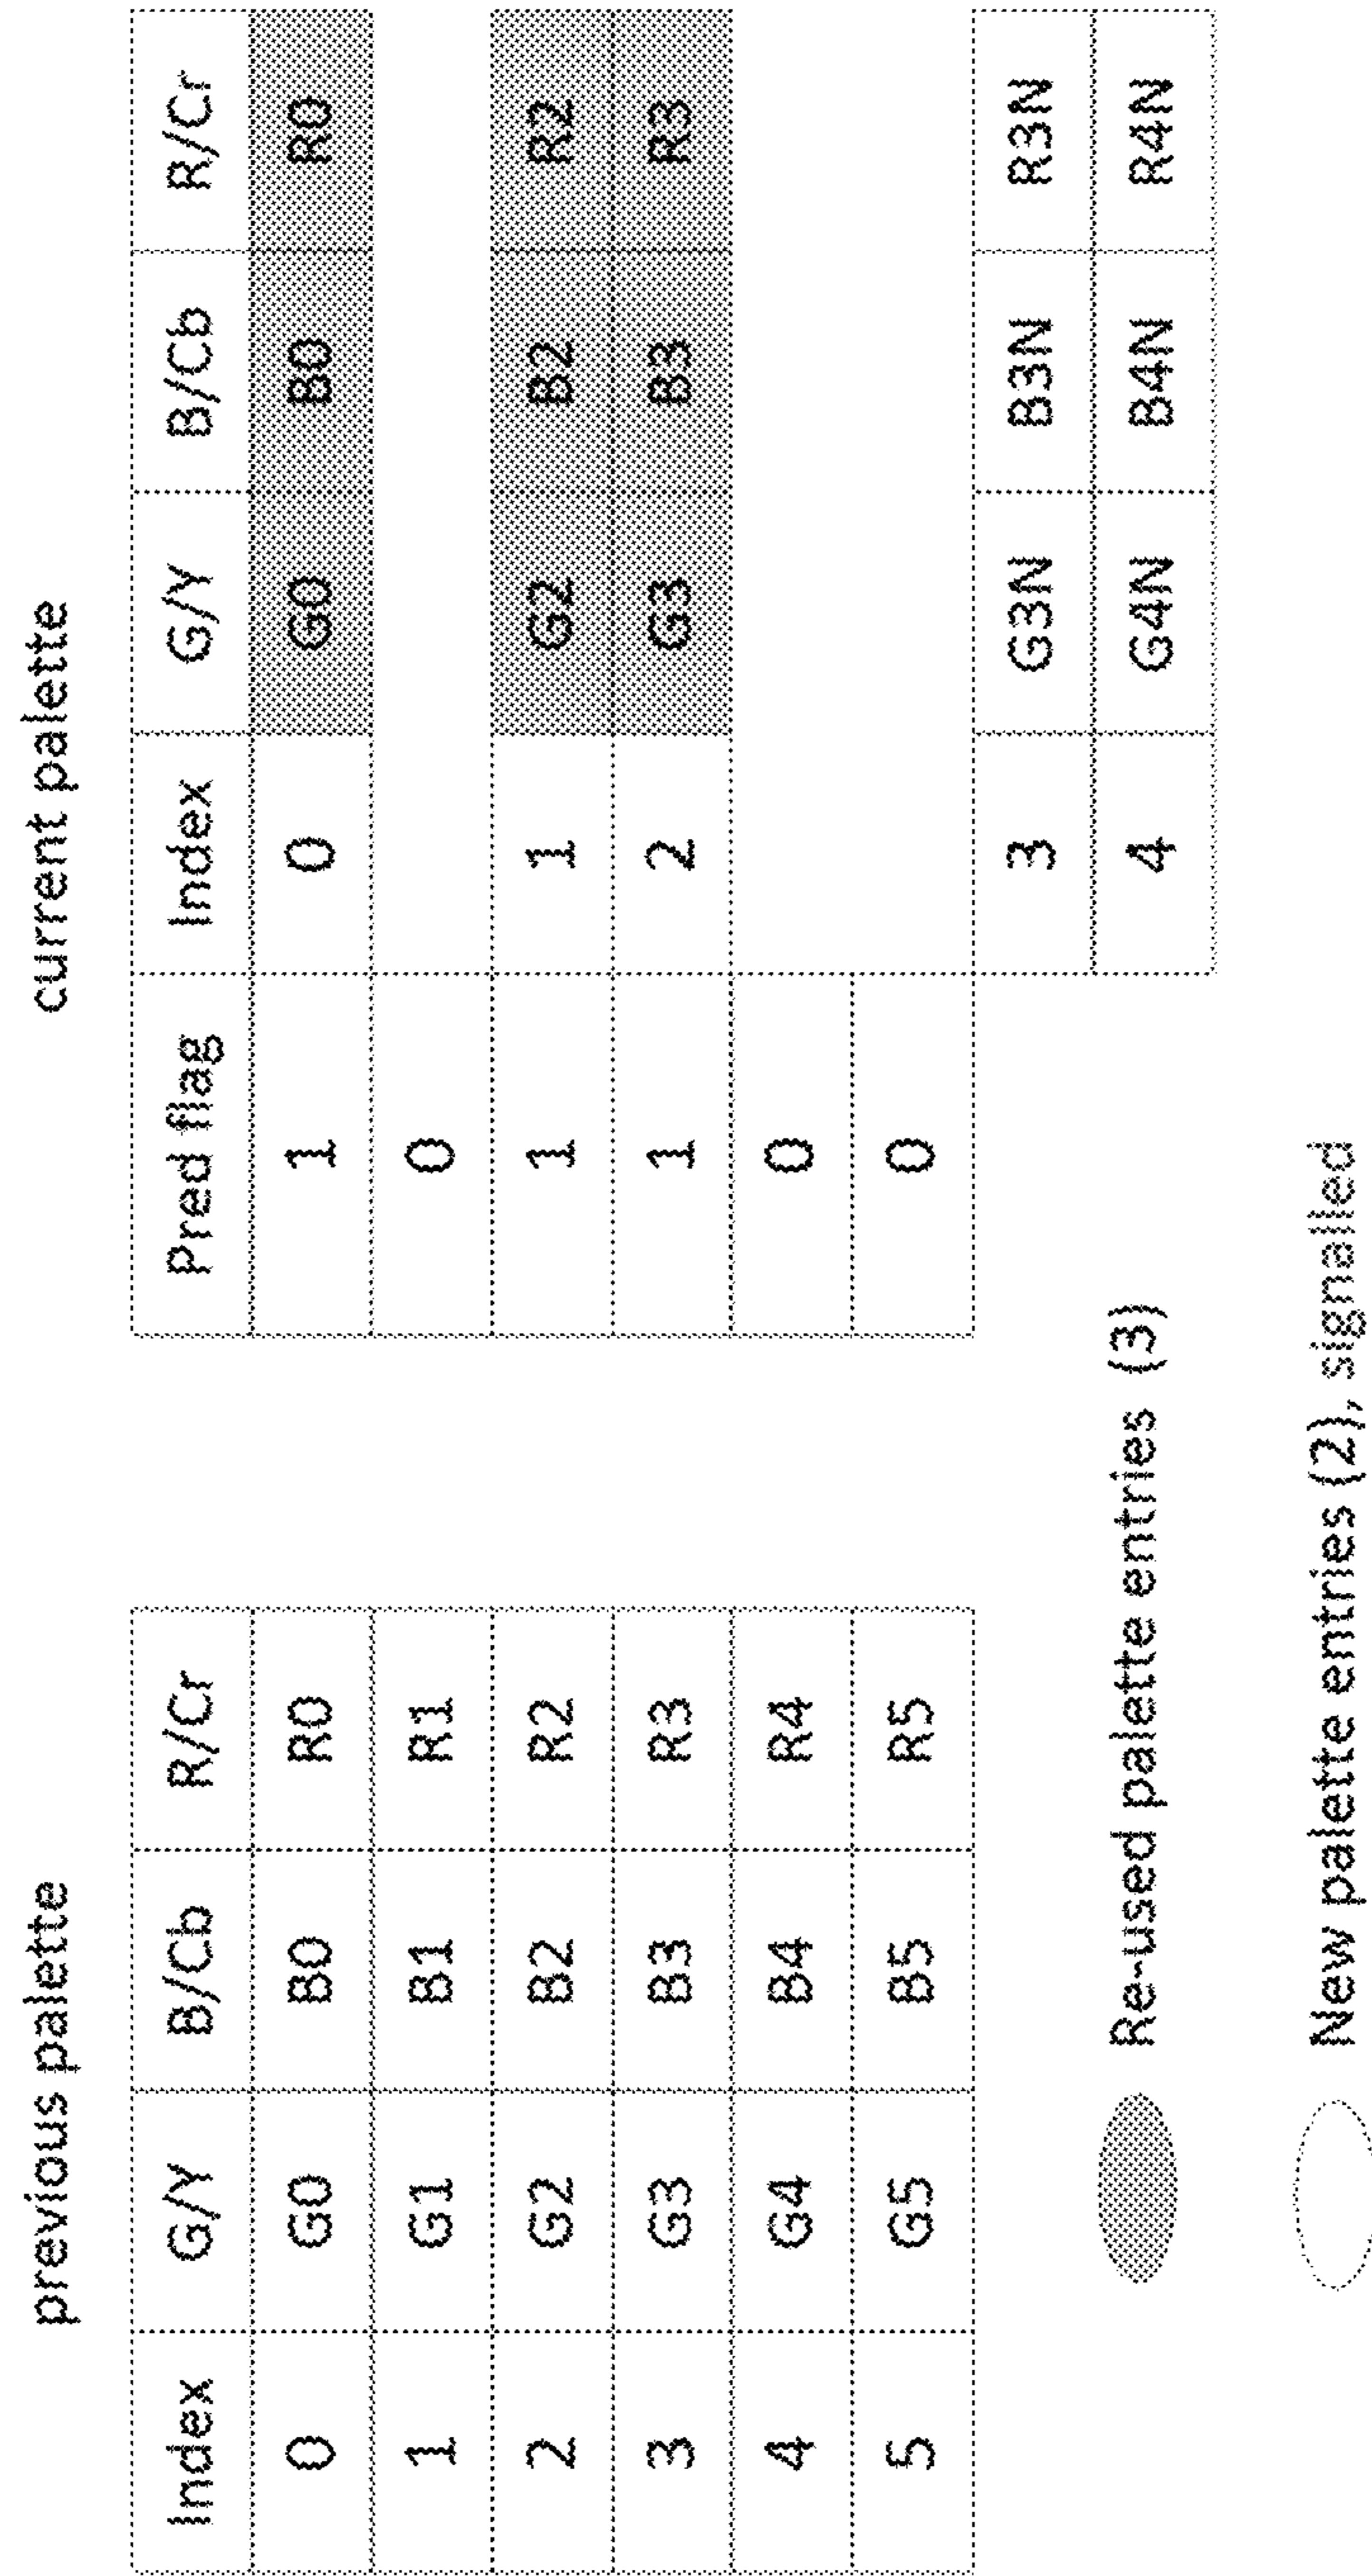 previous palette
Index G/Y B/Cb R/Cr
0 G0 B0 R0
1 G1 B1 R1
2 G2 B2 R2
3 G3 B3 R3
4 G4 B4 R4
5 G5 B5 R5
current palette
Pred flag Index G/Y B/Cb R/Cr
1 0 G0 B0 R0
0
1 1 G2 B2 R2
1 2 G3 B3 R3
0
0
3 G3N B3N R3N
4 G4N B4N R4N
Re-used palette entries (3)
New palette entries (2), signalled